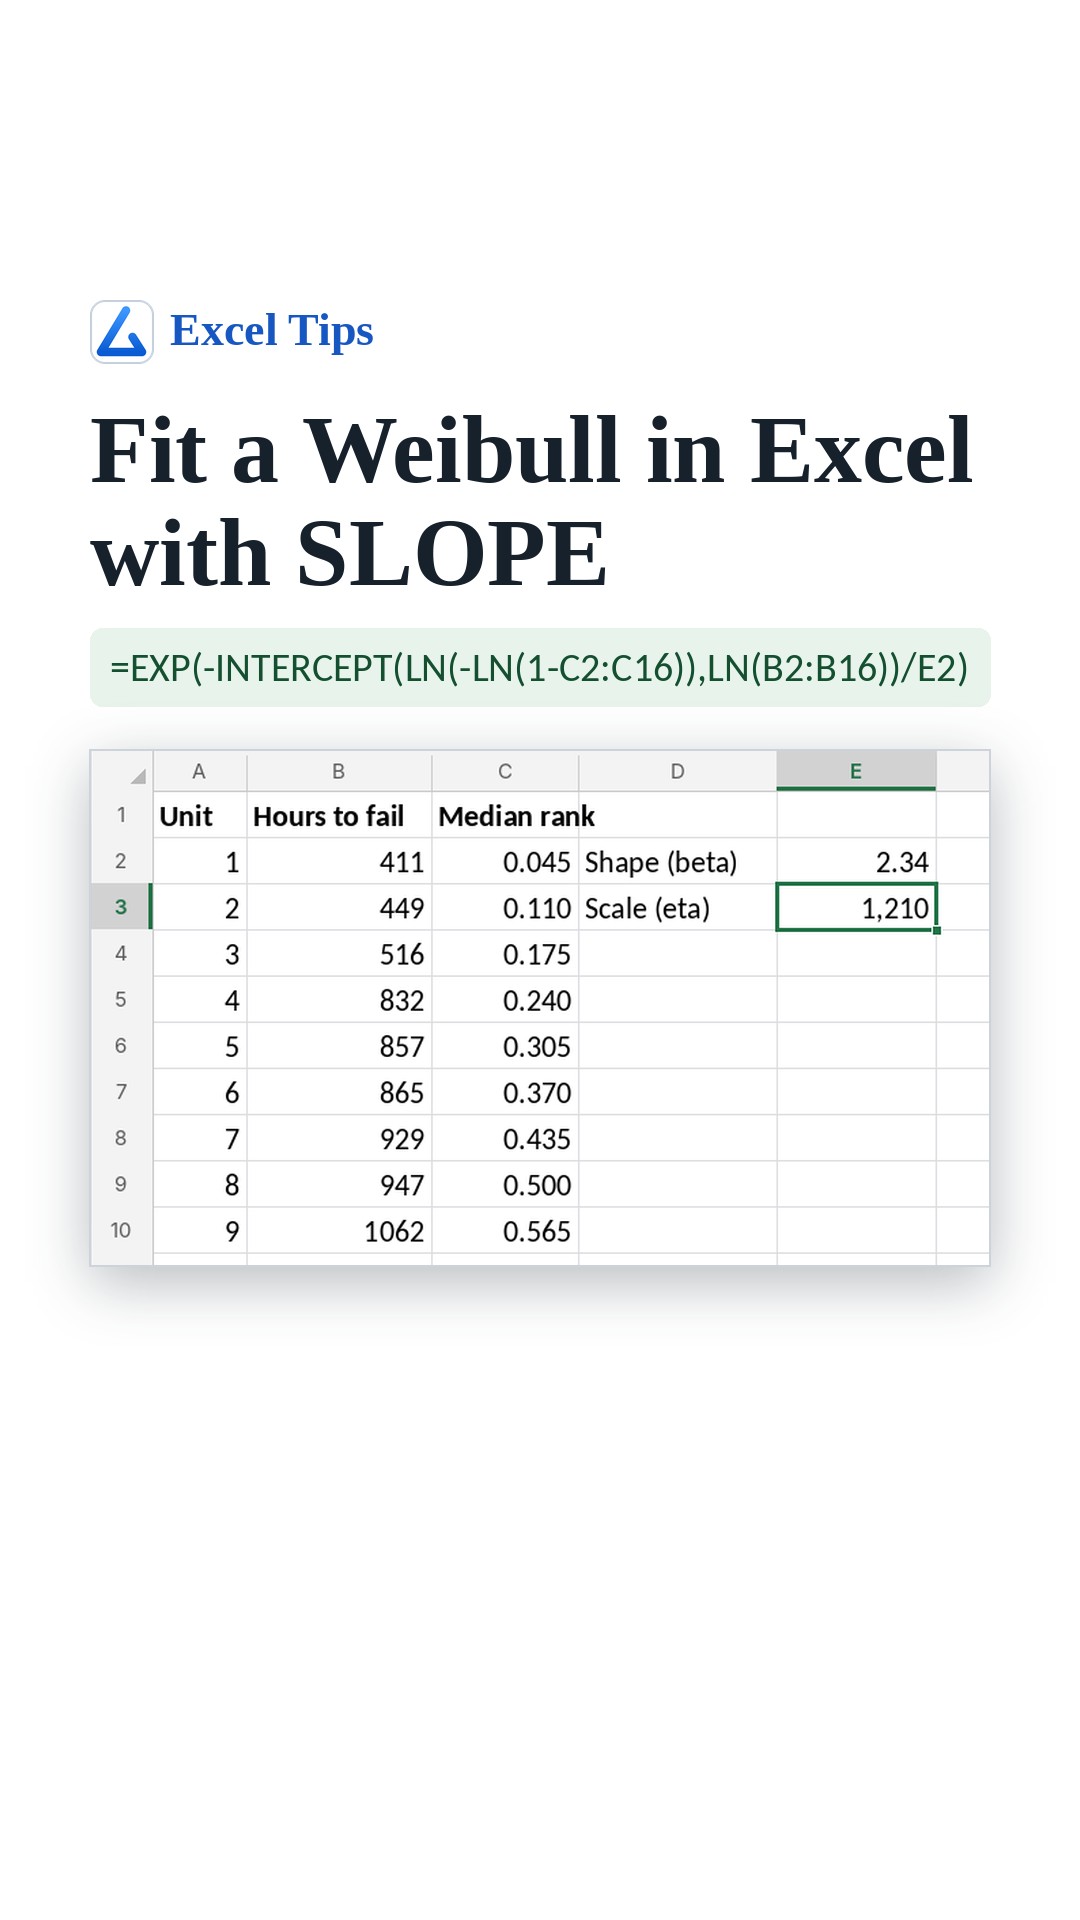 Excel Tips
Fit a Weibull in Excel
with SLOPE
=EXP(-INTERCEPT(LN(-LN(1-C2:C16)),LN(B2:B16))/E2)
A B C D E
1 Unit Hours to fail Median rank
2 1 411 0.045 Shape (beta) 2.34
3 2 449 0.110 Scale (eta) 1,210
4 3 516 0.175
5 4 832 0.240
6 5 857 0.305
7 6 865 0.370
8 7 929 0.435
9 8 947 0.500
10 9 1062 0.565